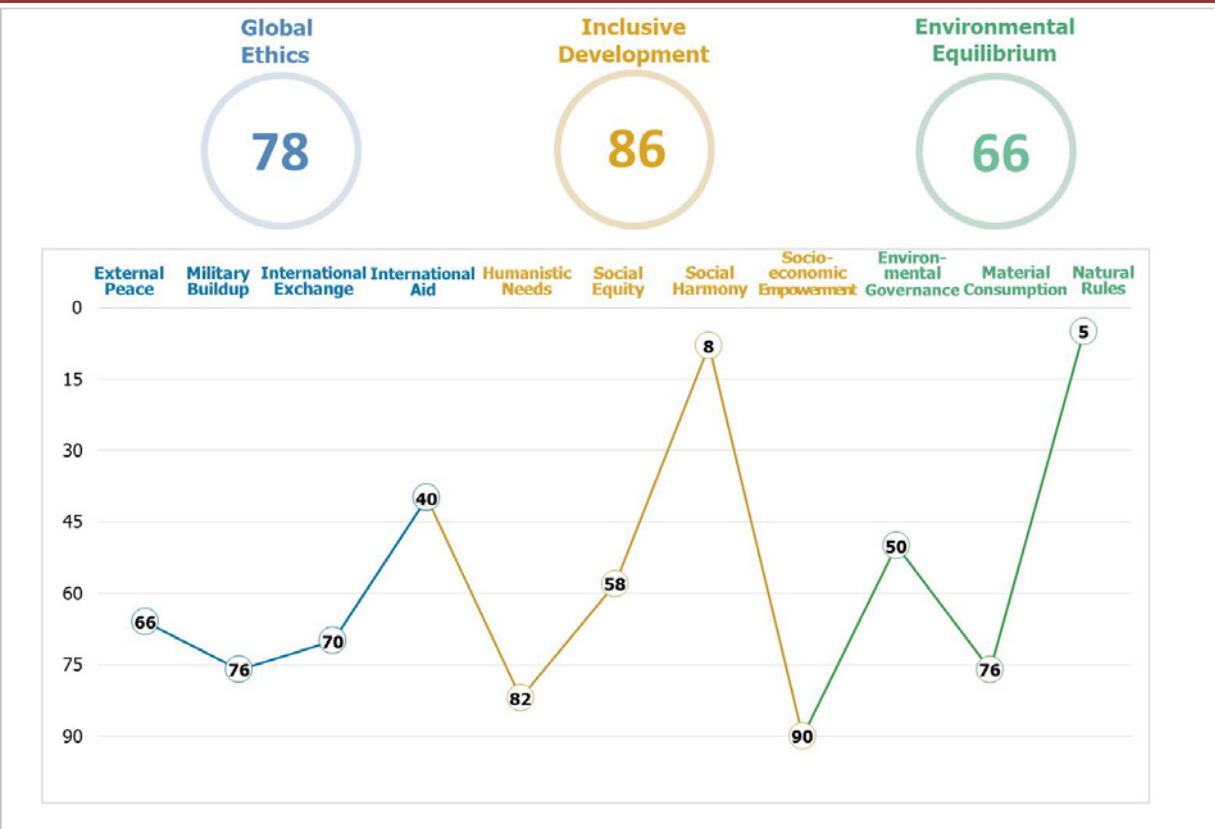 Global
Ethics
78
Inclusive
Development
86
Environmental
Equilibrium
66
External
Peace
Military
Buildup
International
Exchange
International
Aid
Humanistic
Needs
Social
Equity
Social
Harmony
Socio-
economic
Empowerment
Environ-
mental
Governance
Material
Consumption
Natural
Rules
0
15
30
45
60
75
90
66
76
70
40
82
58
8
90
50
76
5